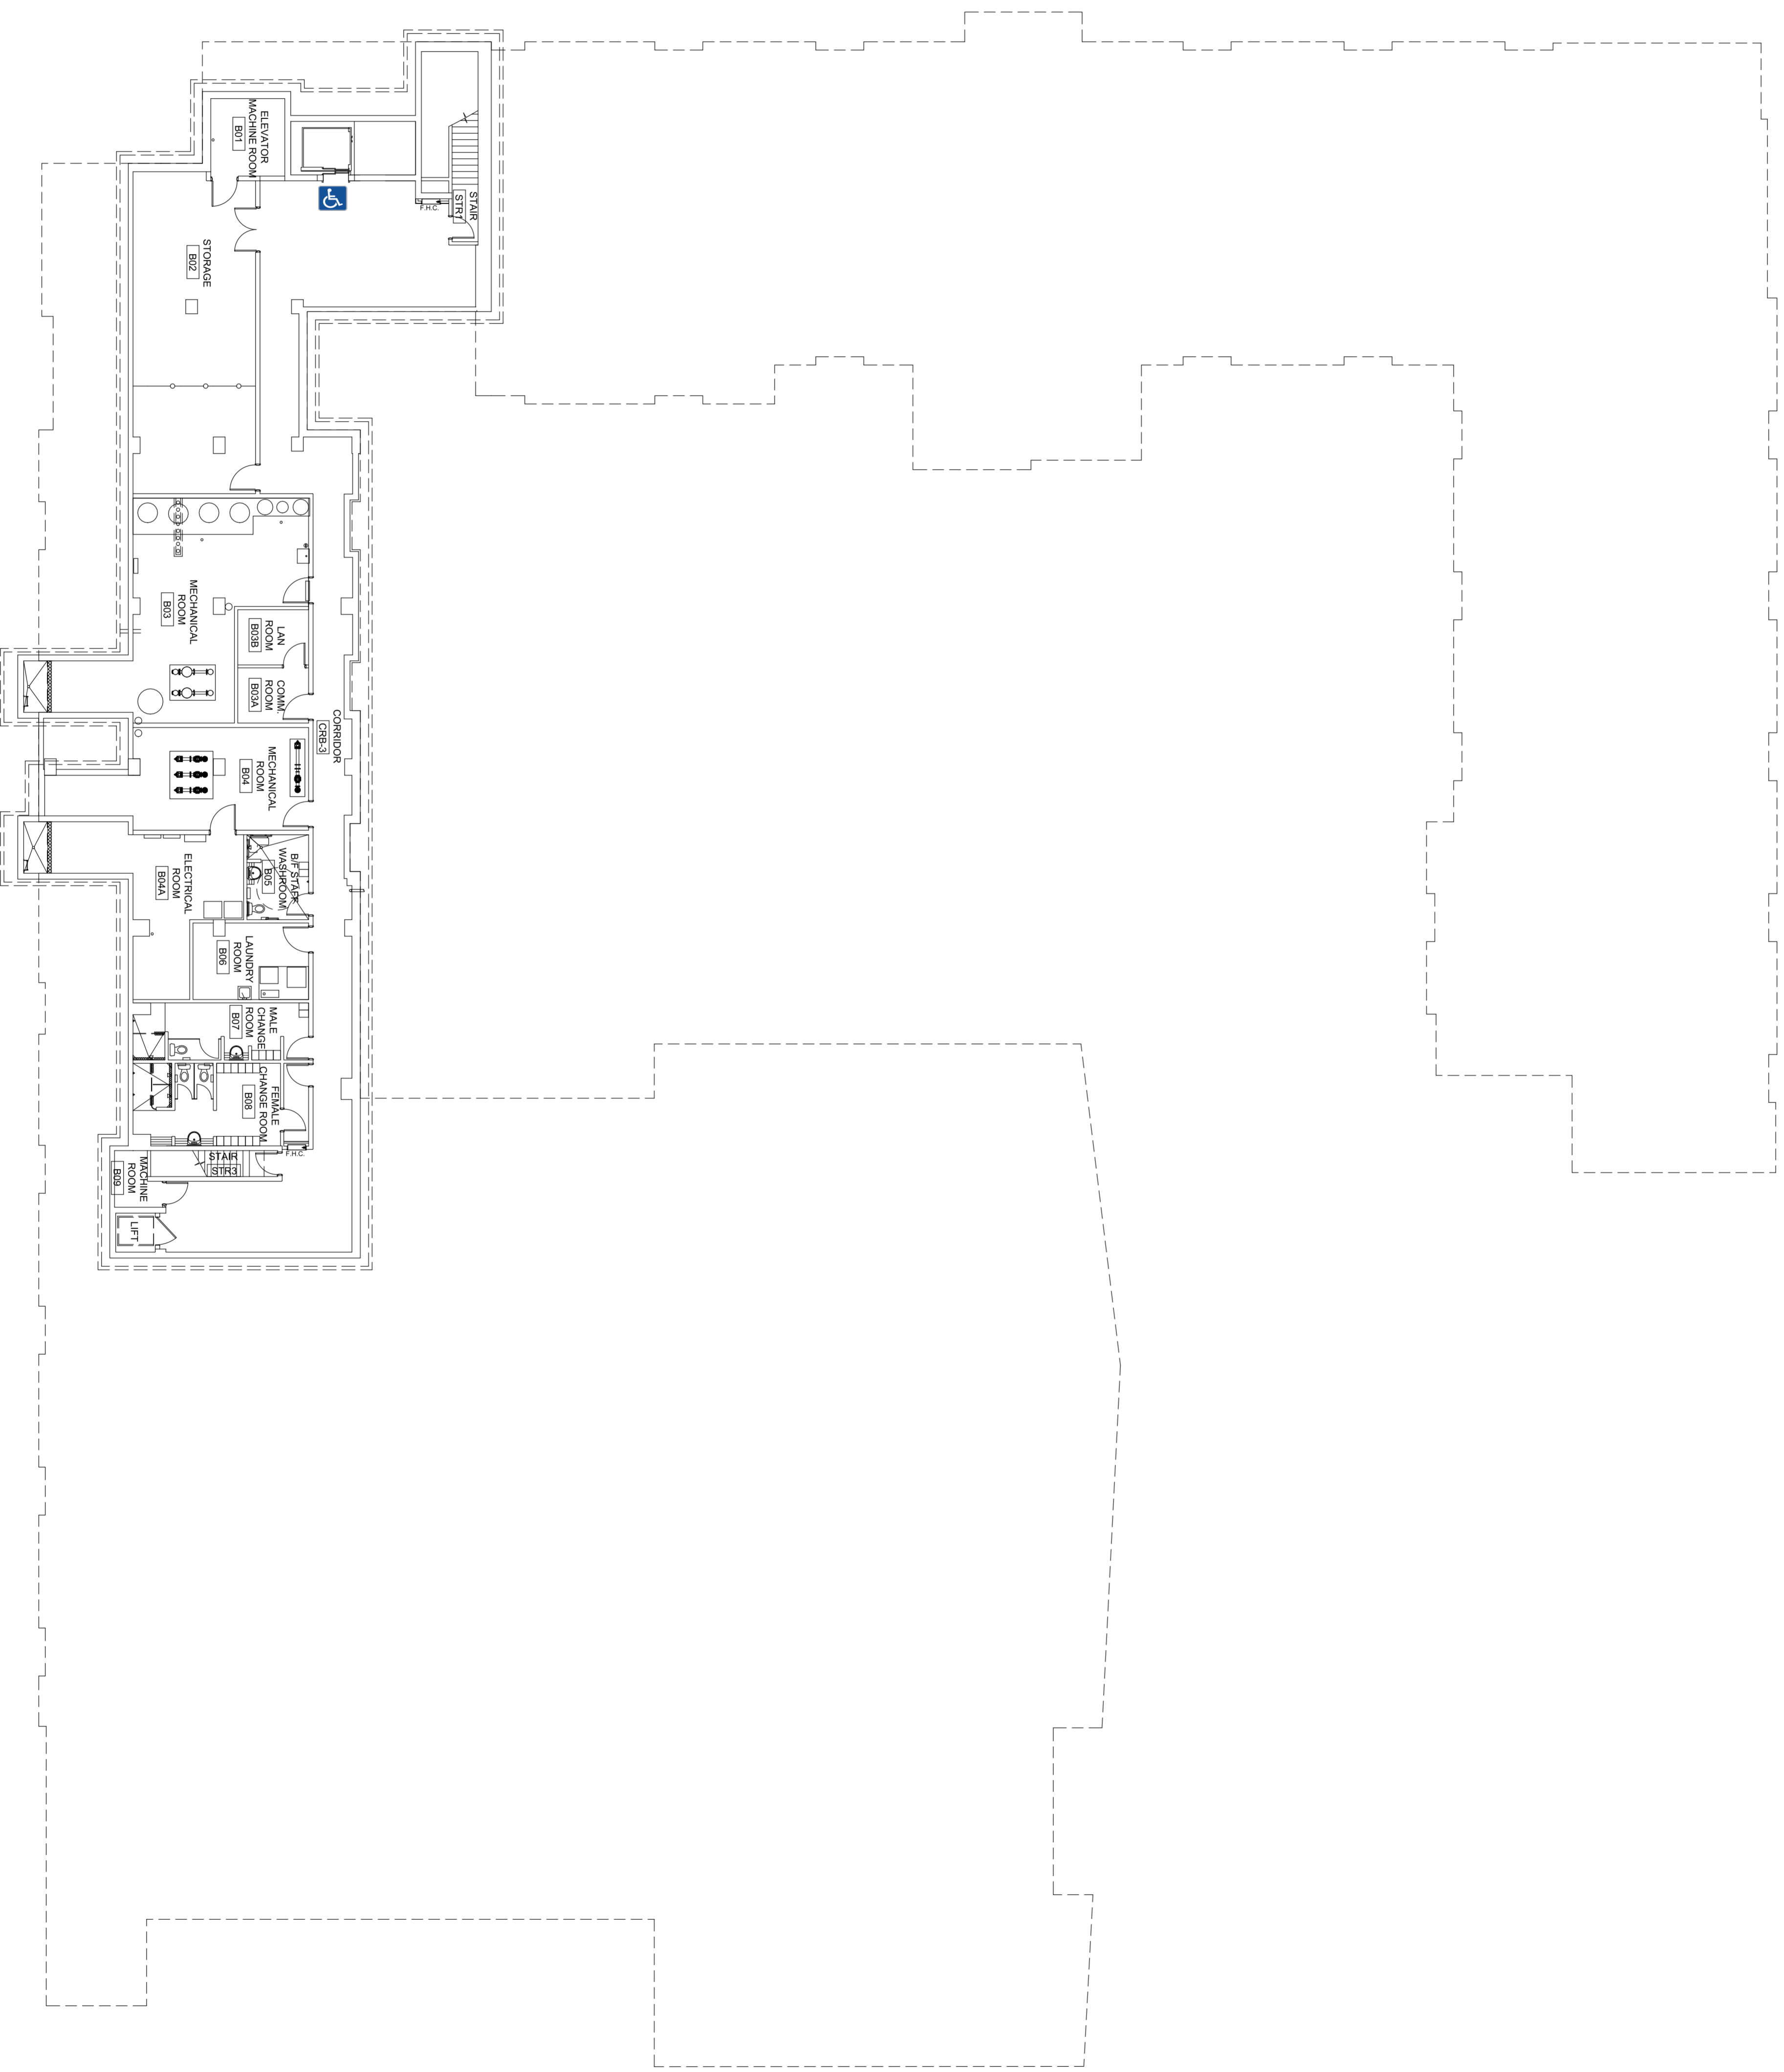 ELEVATOR
MACHINE ROOM
B01
STAIR
STR1
F.H.C.
STORAGE
B02
MECHANICAL
ROOM
B03
LAN
ROOM
B03B
COMM.
ROOM
B03A
CORRIDOR
CRB-3
MECHANICAL
ROOM
B04
ELECTRICAL
ROOM
B04A
B/F STAFF
WASHROOM
B05
LAUNDRY
ROOM
B06
MALE
CHANGE
ROOM
B07
FEMALE
CHANGE ROOM
B08
F.H.C.
STAIR
STR3
MACHINE
ROOM
B09
LIFT